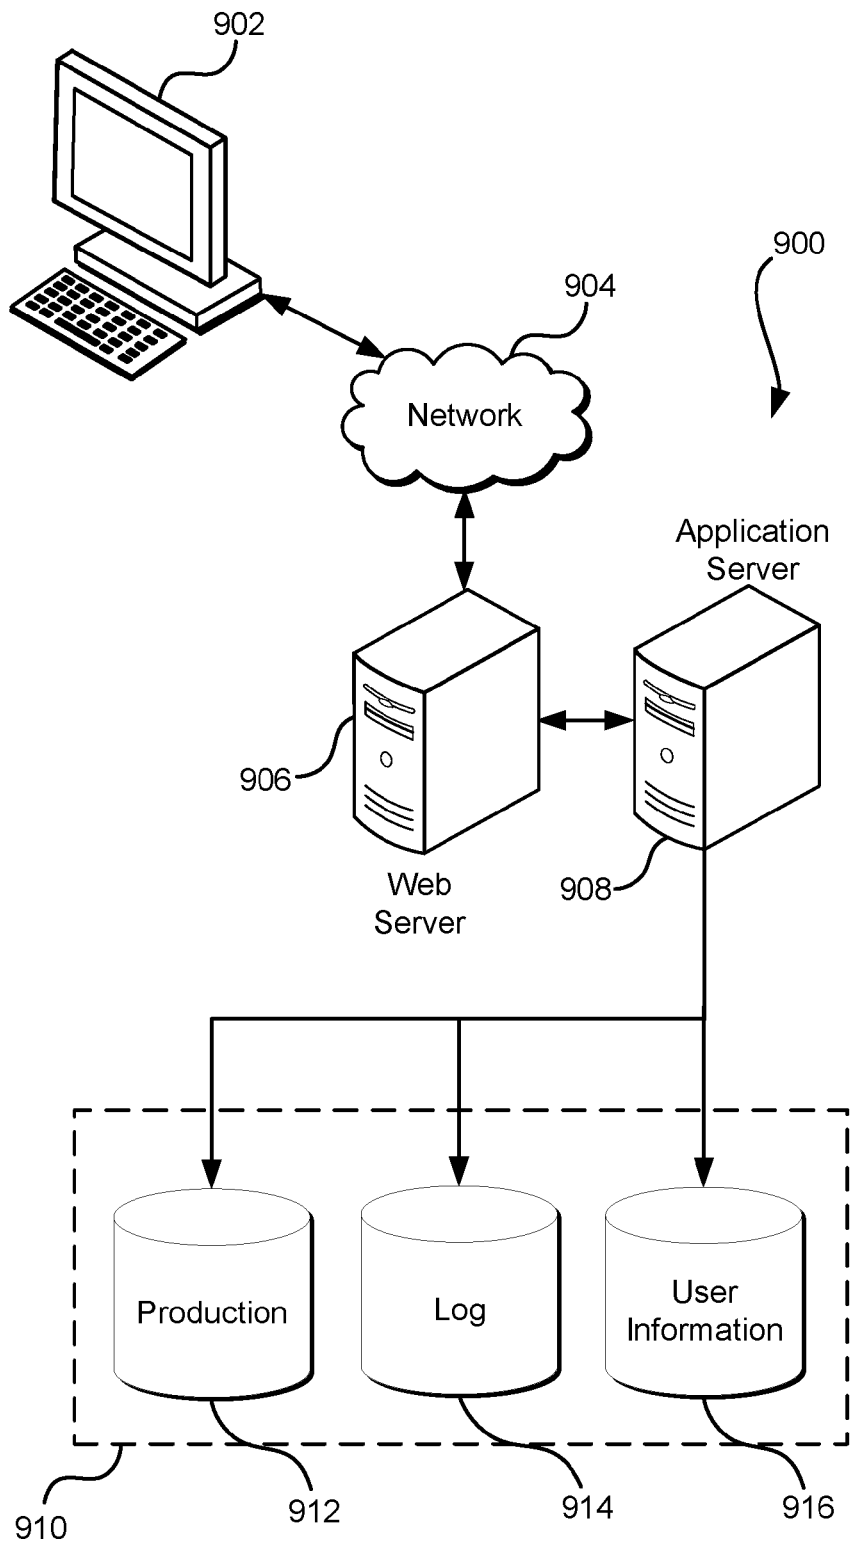 902
900
904
Network
Application
Server
906
Web
Server
908
Production
Log
User
Information
910
912
914
916